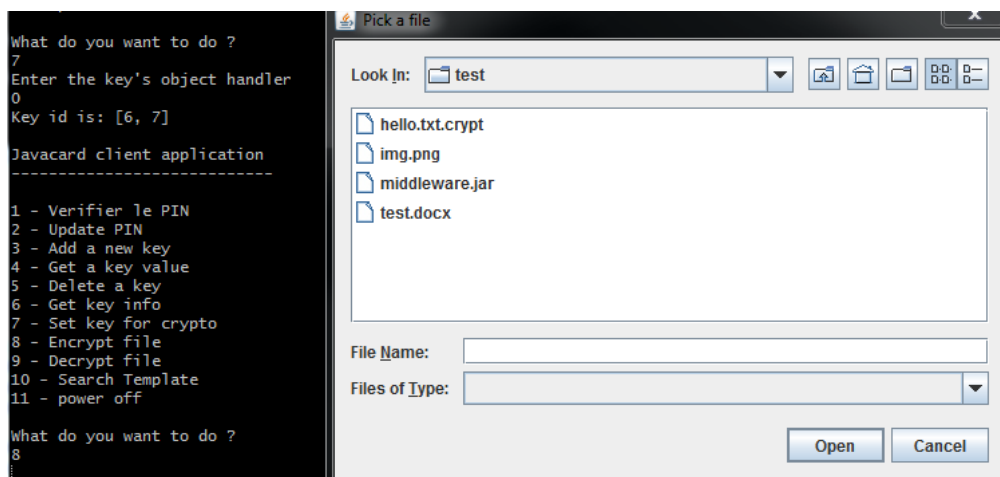 What do you want to do ?
7
Enter the key's object handler
0
Key id is: [6, 7]
Javacard client application
----------------------------
1 - Verifier le PIN
2 - Update PIN
3 - Add a new key
4 - Get a key value
5 - Delete a key
6 - Get key info
7 - Set key for crypto
8 - Encrypt file
9 - Decrypt file
10 - Search Template
11 - power off
What do you want to do ?
8
Pick a file
Look In: test
hello.txt.crypt
img.png
middleware.jar
test.docx
File Name:
Files of Type:
Open Cancel